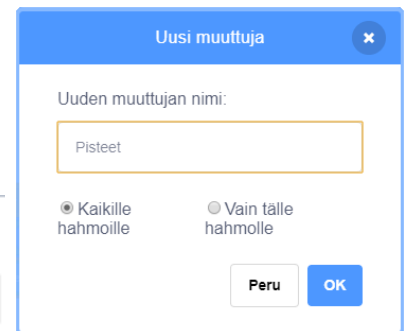 Uusi muuttuja
Uuden muuttujan nimi:
Pisteet
Kaikille hahmoille
Vain tälle hahmolle
Peru
OK